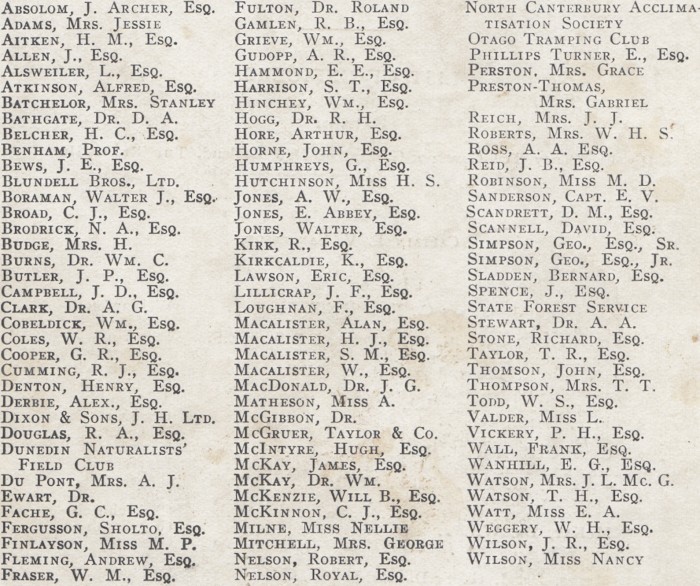 Absolom, J. Archer, Esq.
Adams, Mrs. Jessie
Aitken, H. M., Esq.
Allen, J., Esq.
Alsweiler, L., Esq.
Atkinson, Alfred, Esq.
Batchelor, Mrs. Stanley
Bathgate, Dr. D. A.
Belcher, H. C., Esq.
Benham, Prof.
Bews, J. E., Esq.
Blundell Bros., Ltd.
Boraman, Walter J., Esq.
Broad, C. J., Esq.
Brodrick, N. A., Esq.
Budge, Mrs. H.
Burns, Dr. Wm. C.
Butler, J. P., Esq.
Campbell, J. D., Esq.
Clark, Dr. A. G.
Cobeldick, Wm., Esq.
Coles, W. R., Esq.
Cooper, G. R., Esq.
Cumming, R. J., Esq.
Denton, Henry, Esq.
Derbie, Alex., Esq.
Dixon & Sons, J. H. Ltd.
Douglas, R. A., Esq.
Dunedin Naturalists'
Field Club
Du Pont, Mrs. A. J.
Ewart, Dr.
Fache, G. C., Esq.
Fergusson, Sholto, Esq.
Finlayson, Miss M. P.
Fleming, Andrew, Esq.
Fraser, W. M., Esq.
Fulton, Dr. Roland
Gamlen, R. B., Esq.
Grieve, Wm., Esq.
Gudopp, A. R., Esq.
Hammond, E. E., Esq.
Harrison, S. T., Esq.
Hinchey, Wm., Esq.
Hogg, Dr. R. H.
Hore, Arthur, Esq.
Horne, John, Esq.
Humphreys, G., Esq.
Hutchinson, Miss H. S.
Jones, A. W., Esq.
Jones, E. Abbey, Esq.
Jones, Walter, Esq.
Kirk, R., Esq.
Kirkcaldie, K., Esq.
Lawson, Eric, Esq.
Lillicrap, J. F., Esq.
Loughnan, F., Esq.
Macalister, Alan, Esq.
Macalister, H. J., Esq.
Macalister, S. M., Esq.
Macalister, W., Esq.
MacDonald, Dr. J. G.
Matheson, Miss A.
McGibbon, Dr.
McGruer, Taylor & Co.
McIntyre, Hugh, Esq.
McKay, James, Esq.
McKay, Dr. Wm.
McKenzie, Will B., Esq.
McKinnon, C. J., Esq.
Milne, Miss Nellie
Mitchell, Mrs. George
Nelson, Robert, Esq.
Nelson, Royal, Esq.
North Canterbury Acclima-
tisation Society
Otago Tramping Club
Phillips Turner, E., Esq.
Perston, Mrs. Grace
Preston-Thomas,
Mrs. Gabriel
Reich, Mrs. J. J.
Roberts, Mrs. W. H. S.
Ross, A. A. Esq.
Reid, J. B., Esq.
Robinson, Miss M. D.
Sanderson, Capt. E. V.
Scandrett, D. M., Esq.
Scannell, David, Esq.
Simpson, Geo., Esq., Sr.
Simpson, Geo., Esq., Jr.
Sladden, Bernard, Esq.
Spence, J., Esq.
State Forest Service
Stewart, Dr. A. A.
Stone, Richard, Esq.
Taylor, T. R., Esq.
Thomson, John, Esq.
Thompson, Mrs. T. T.
Todd, W. S., Esq.
Valder, Miss L.
Vickery, P. H., Esq.
Wall, Frank, Esq.
Wanhill, E. G., Esq.
Watson, Mrs. J. L. Mc. G.
Watson, T. H., Esq.
Watt, Miss E. A.
Weggery, W. H., Esq.
Wilson, J. R., Esq.
Wilson, Miss Nancy